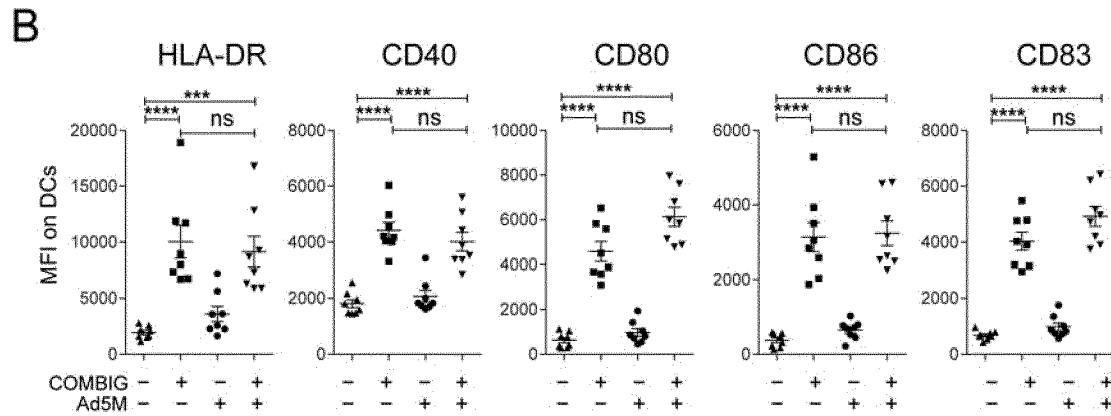 B
HLA-DR CD40 CD80 CD86 CD83
*** **** **** **** ****
**** ns **** ns **** ns **** ns **** ns
MFI on DCs
20000 15000 10000 5000 0
8000 6000 4000 2000 0
10000 8000 6000 4000 2000 0
6000 4000 2000 0
8000 6000 4000 2000 0
COMBIG − + − + − + − + − + − + − + − + − + − +
Ad5M − − + + − − + + − − + + − − + + − − + +